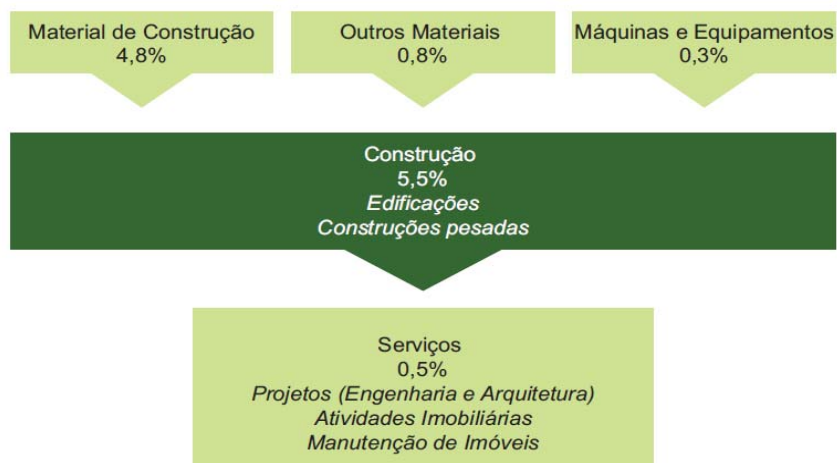 Material de Construção
4,8%
Outros Materiais
0,8%
Máquinas e Equipamentos
0,3%
Construção
5,5%
Edificações
Construções pesadas
Serviços
0,5%
Projetos (Engenharia e Arquitetura)
Atividades Imobiliárias
Manutenção de Imóveis